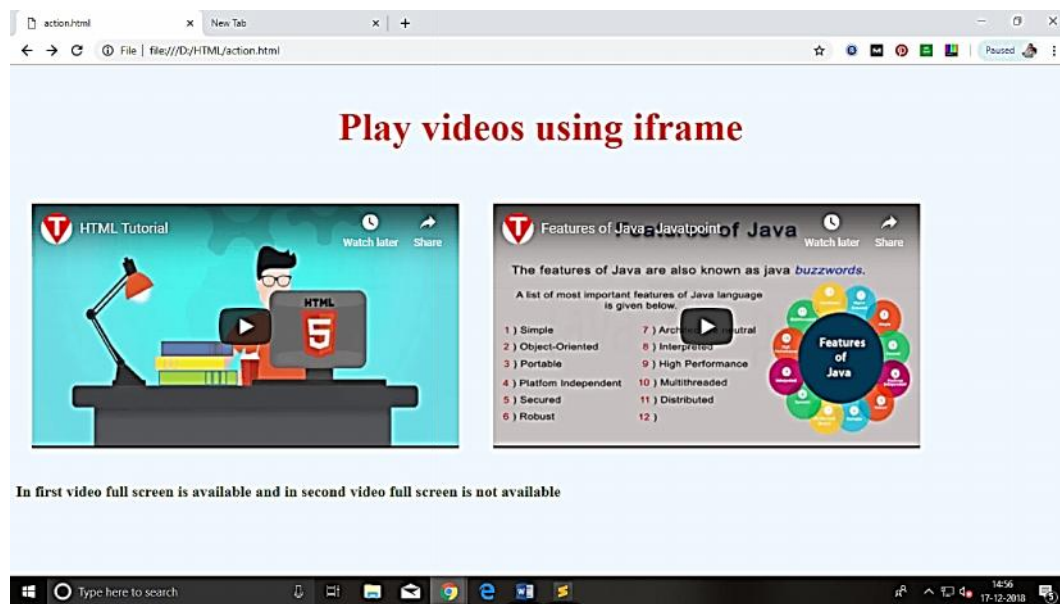 action.html
New Tab
File | file:///D:/HTML/action.html
Paused
Play videos using iframe
HTML Tutorial
Watch later
Share
HTML
5
Features of Java - Javatpoint
Features of Java
Watch later
Share
The features of Java are also known as java buzzwords.
A list of most important features of Java language
is given below.
1 ) Simple
2 ) Object-Oriented
3 ) Portable
4 ) Platfom Independent
5 ) Secured
6 ) Robust
7 ) neutral
8 ) Interpreted
9 ) High Performance
10 ) Multithreaded
11 ) Distributed
12 )
Features
of
Java
In first video full screen is available and in second video full screen is not available
Type here to search
14:56
17-12-2018